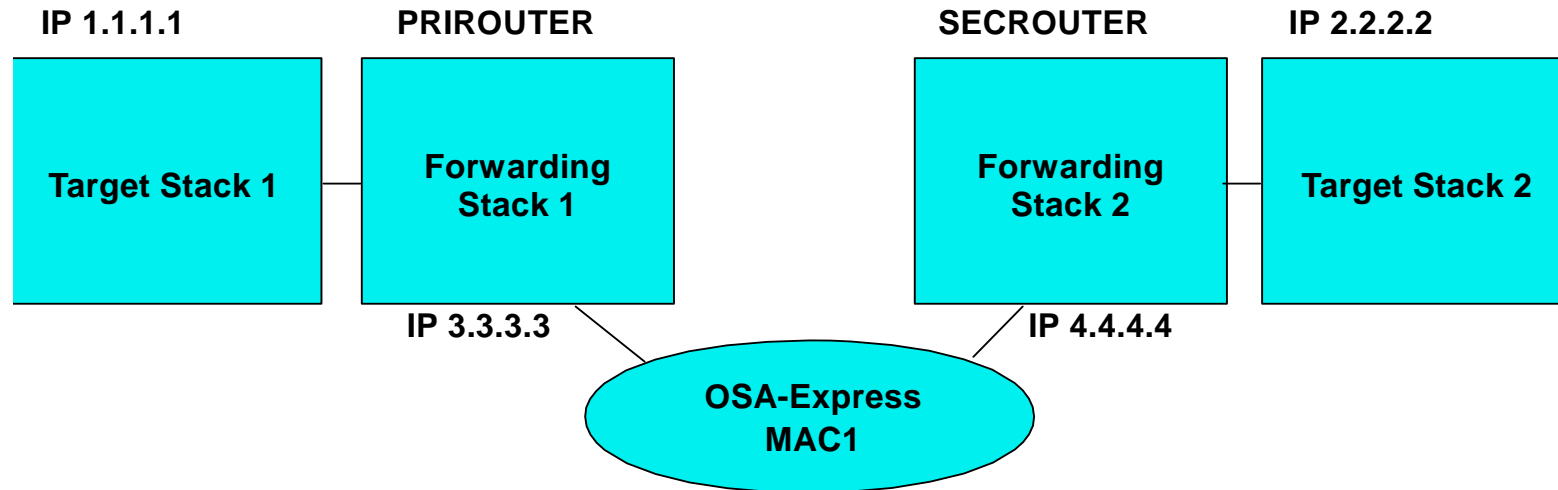 IP 1.1.1.1
PRIROUTER
SECROUTER
IP 2.2.2.2
Target Stack 1
Forwarding
Stack 1
Forwarding
Stack 2
Target Stack 2
IP 3.3.3.3
IP 4.4.4.4
OSA-Express
MAC1